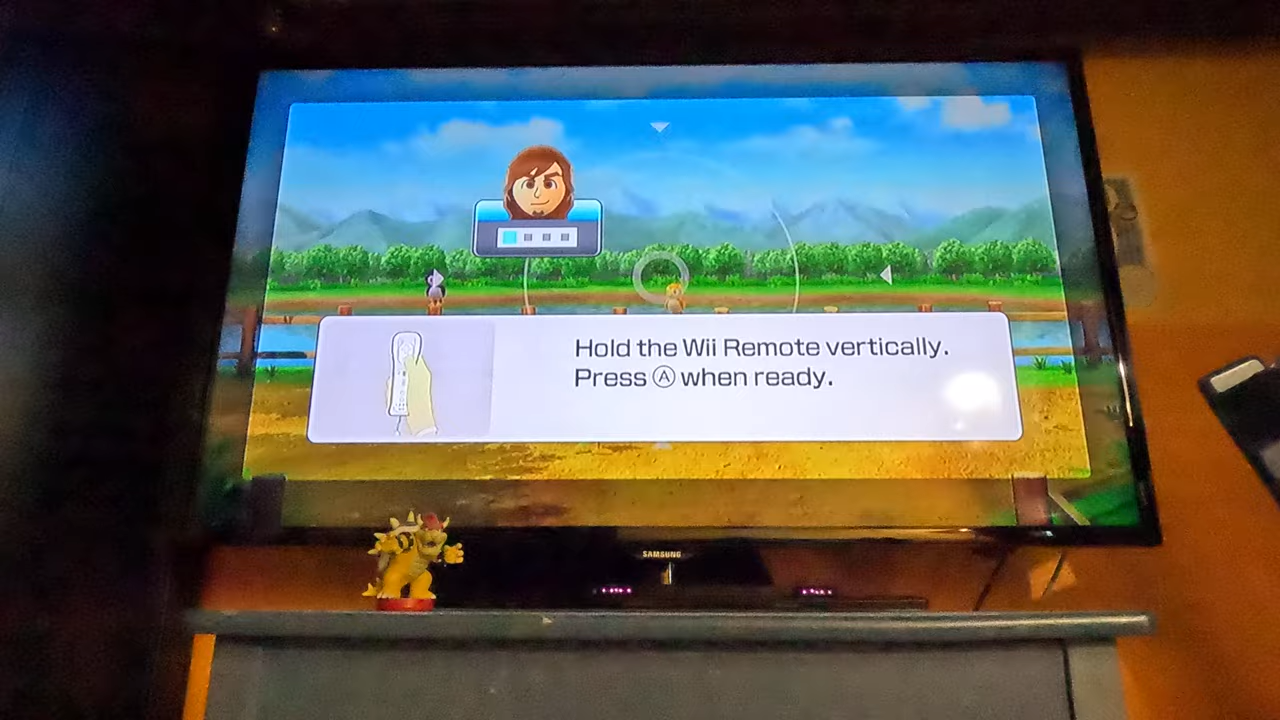 Hold the Wii Remote vertically.
Press Ⓐ when ready.
SAMSUNG